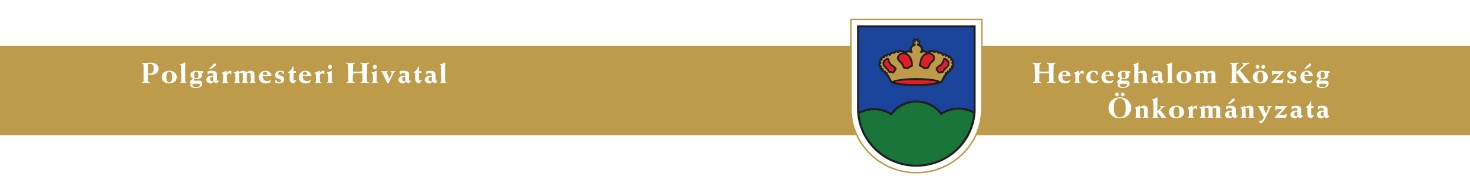 Polgármesteri Hivatal
Herceghalom Község
Önkormányzata